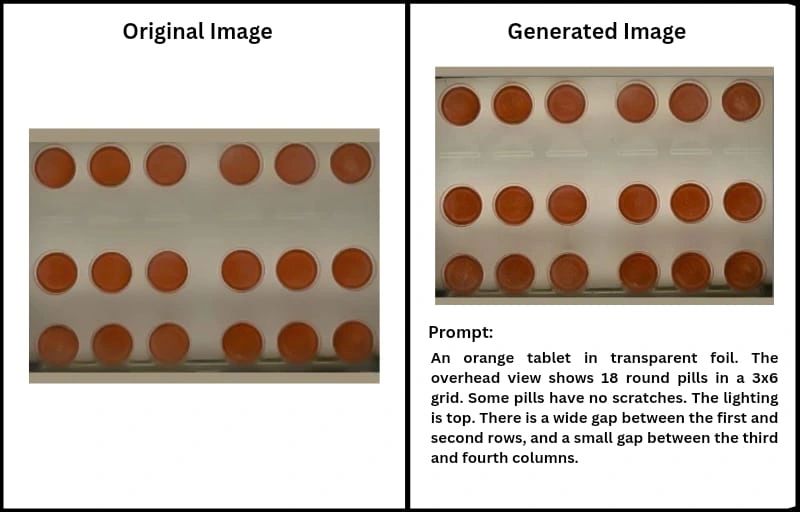 Original Image
Generated Image
Prompt:
An orange tablet in transparent foil. The
overhead view shows 18 round pills in a 3x6
grid. Some pills have no scratches. The lighting
is top. There is a wide gap between the first and
second rows, and a small gap between the third
and fourth columns.